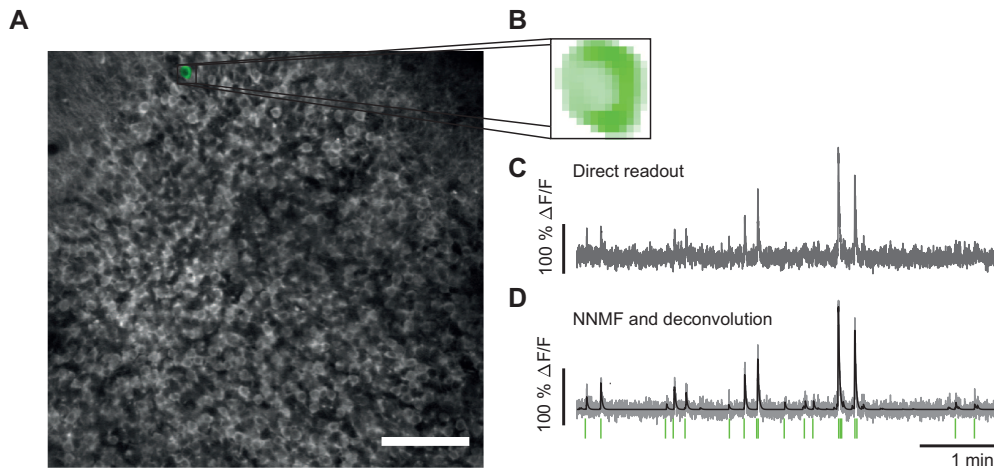 A
B
C
Direct readout
100 % ΔF/F
D
NNMF and deconvolution
100 % ΔF/F
1 min